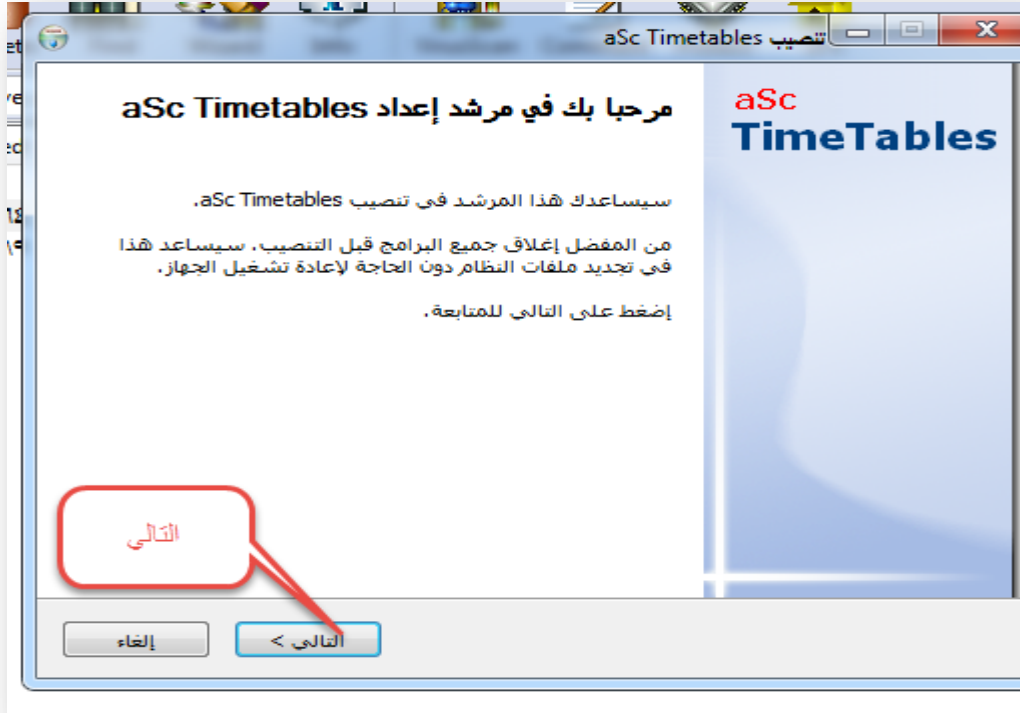 تنصيب aSc Timetables
aSc
TimeTables
مرحبا بك في مرشد إعداد aSc Timetables
سيساعدك هذا المرشد في تنصيب aSc Timetables.
من المفضل إغلاق جميع البرامج قبل التنصيب. سيساعد هذا
في تجديد ملفات النظام دون الحاجة لإعادة تشغيل الجهاز.
إضغط على التالي للمتابعة.
التالي
التالي >
إلغاء